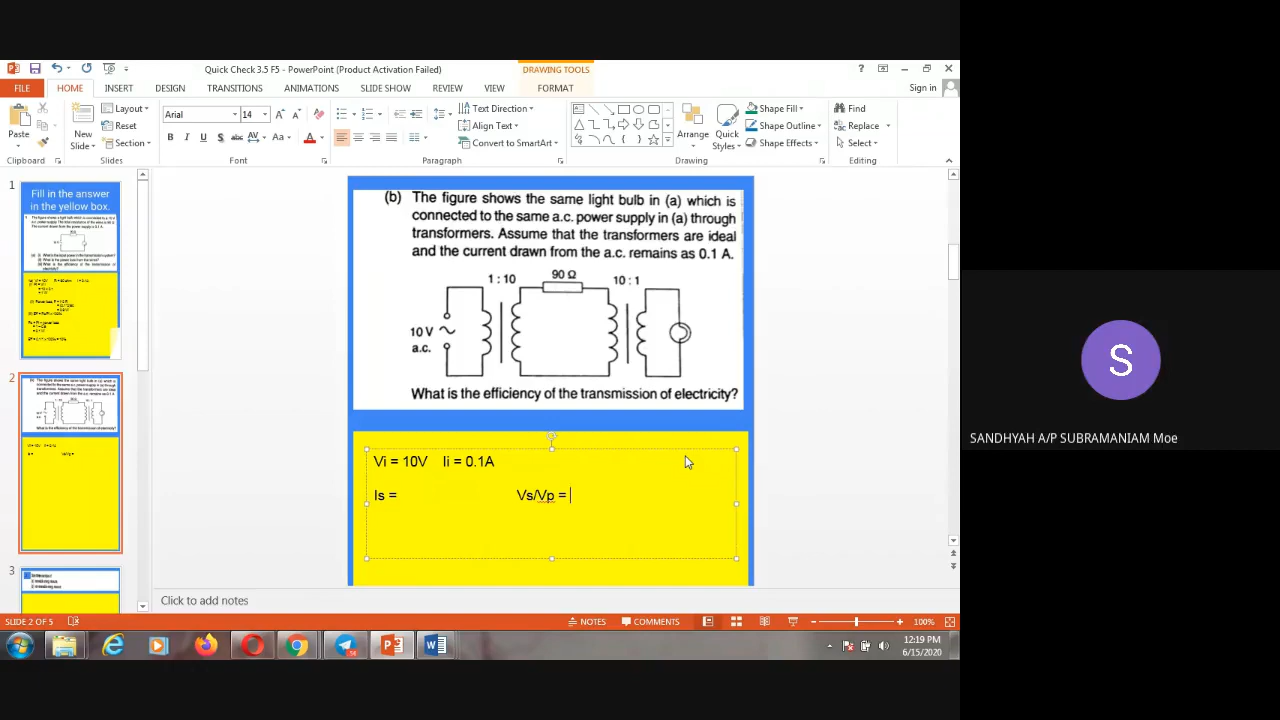 Quick Check 3.5 F5 - PowerPoint (Product Activation Failed)
DRAWING TOOLS
?
FILE HOME INSERT DESIGN TRANSITIONS ANIMATIONS SLIDE SHOW REVIEW VIEW FORMAT
Sign in
Paste
New
Slide
Layout
Reset
Section
Arial 14
B I U S abc AV Aa A
Text Direction
Align Text
Convert to SmartArt
Arrange
Quick
Styles
Shape Fill
Shape Outline
Shape Effects
Find
Replace
Select
Clipboard Slides Font Paragraph Drawing Editing
1
Fill in the answer
in the yellow box.
2
3
(b) The figure shows the same light bulb in (a) which is
connected to the same a.c. power supply in (a) through
transformers. Assume that the transformers are ideal
and the current drawn from the a.c. remains as 0.1 A.
1 : 10 90 Ω 10 : 1
10 V
a.c.
What is the efficiency of the transmission of electricity?
Vi = 10V Ii = 0.1A
Is = Vs/Vp =
Click to add notes
SLIDE 2 OF 5
NOTES COMMENTS 100%
12:19 PM
6/15/2020
S
SANDHYAH A/P SUBRAMANIAM Moe